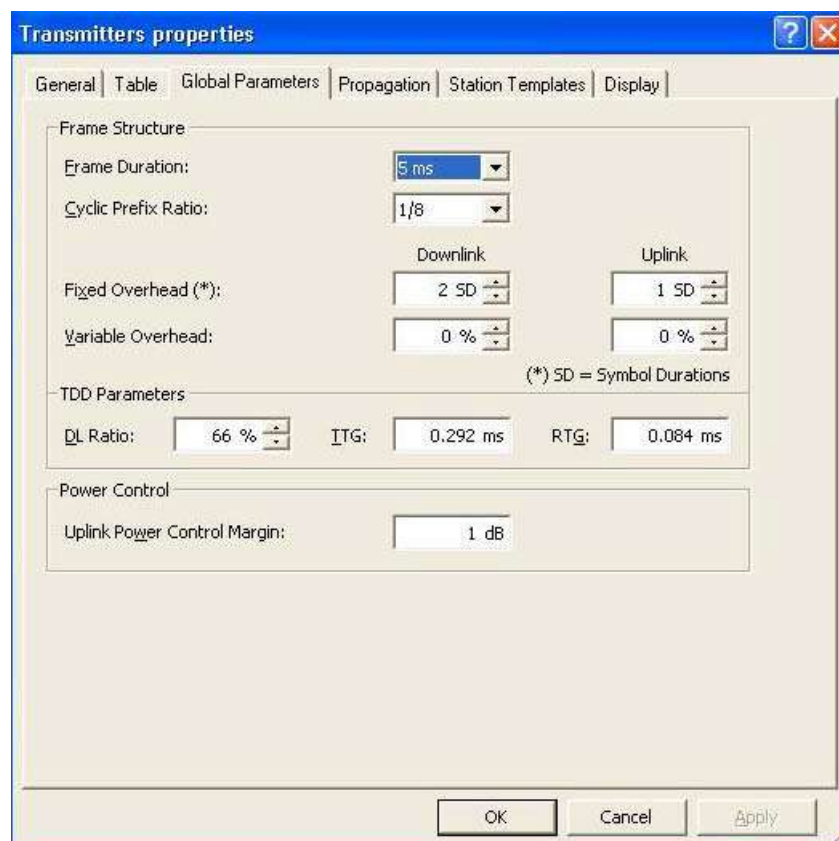 Transmitters properties
General Table Global Parameters Propagation Station Templates Display
Frame Structure
Frame Duration: 5 ms
Cyclic Prefix Ratio: 1/8
Downlink Uplink
Fixed Overhead (*): 2 SD 1 SD
Variable Overhead: 0 % 0 %
(*) SD = Symbol Durations
TDD Parameters
DL Ratio: 66 % TTG: 0.292 ms RTG: 0.084 ms
Power Control
Uplink Power Control Margin: 1 dB
OK Cancel Apply